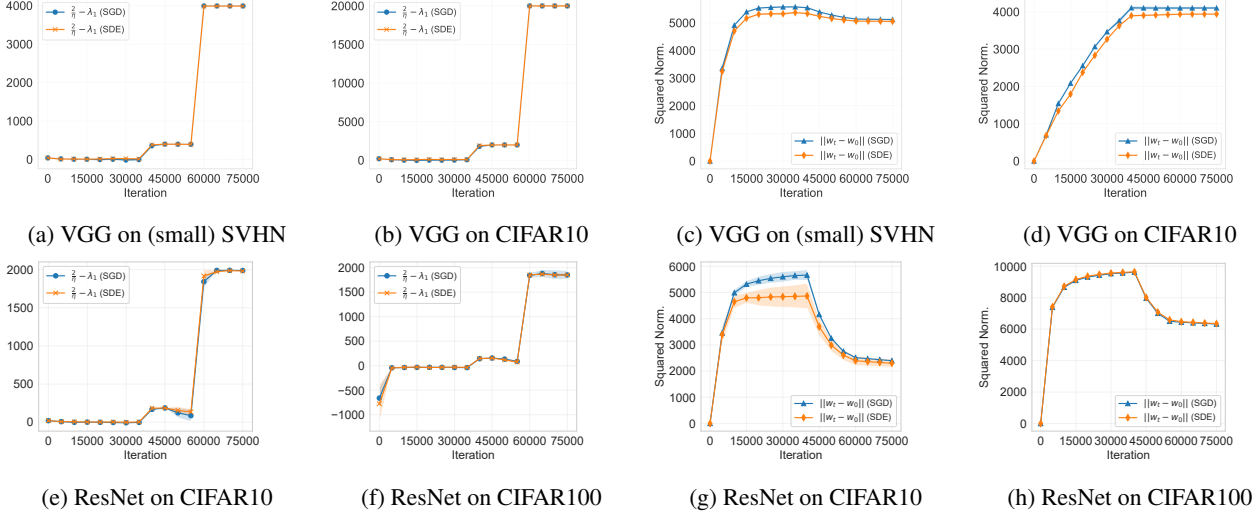 4000
3000
2000
1000
0
2/η − λ₁ (SGD)
2/η − λ₁ (SDE)
0 15000 30000 45000 60000 75000
Iteration
(a) VGG on (small) SVHN
20000
15000
10000
5000
0
2/η − λ₁ (SGD)
2/η − λ₁ (SDE)
0 15000 30000 45000 60000 75000
Iteration
(b) VGG on CIFAR10
Squared Norm.
5000
4000
3000
2000
1000
0
||wₜ − w₀|| (SGD)
||wₜ − w₀|| (SDE)
0 15000 30000 45000 60000 75000
Iteration
(c) VGG on (small) SVHN
Squared Norm.
4000
3000
2000
1000
0
||wₜ − w₀|| (SGD)
||wₜ − w₀|| (SDE)
0 15000 30000 45000 60000 75000
Iteration
(d) VGG on CIFAR10
2000
1500
1000
500
0
2/η − λ₁ (SGD)
2/η − λ₁ (SDE)
0 15000 30000 45000 60000 75000
Iteration
(e) ResNet on CIFAR10
2000
1500
1000
500
0
−500
−1000
2/η − λ₁ (SGD)
2/η − λ₁ (SDE)
0 15000 30000 45000 60000 75000
Iteration
(f) ResNet on CIFAR100
Squared Norm.
6000
5000
4000
3000
2000
1000
0
||wₜ − w₀|| (SGD)
||wₜ − w₀|| (SDE)
0 15000 30000 45000 60000 75000
Iteration
(g) ResNet on CIFAR10
Squared Norm.
10000
8000
6000
4000
2000
0
||wₜ − w₀|| (SGD)
||wₜ − w₀|| (SDE)
0 15000 30000 45000 60000 75000
Iteration
(h) ResNet on CIFAR100